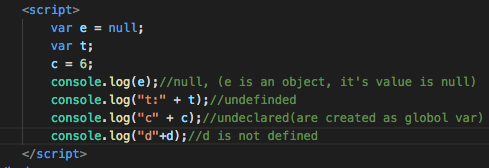 <script>
var e = null;
var t;
c = 6;
console.log(e);//null, (e is an object, it's value is null)
console.log("t:" + t);//undefinded
console.log("c" + c);//undeclared(are created as globol var)
console.log("d"+d);//d is not defined
</script>